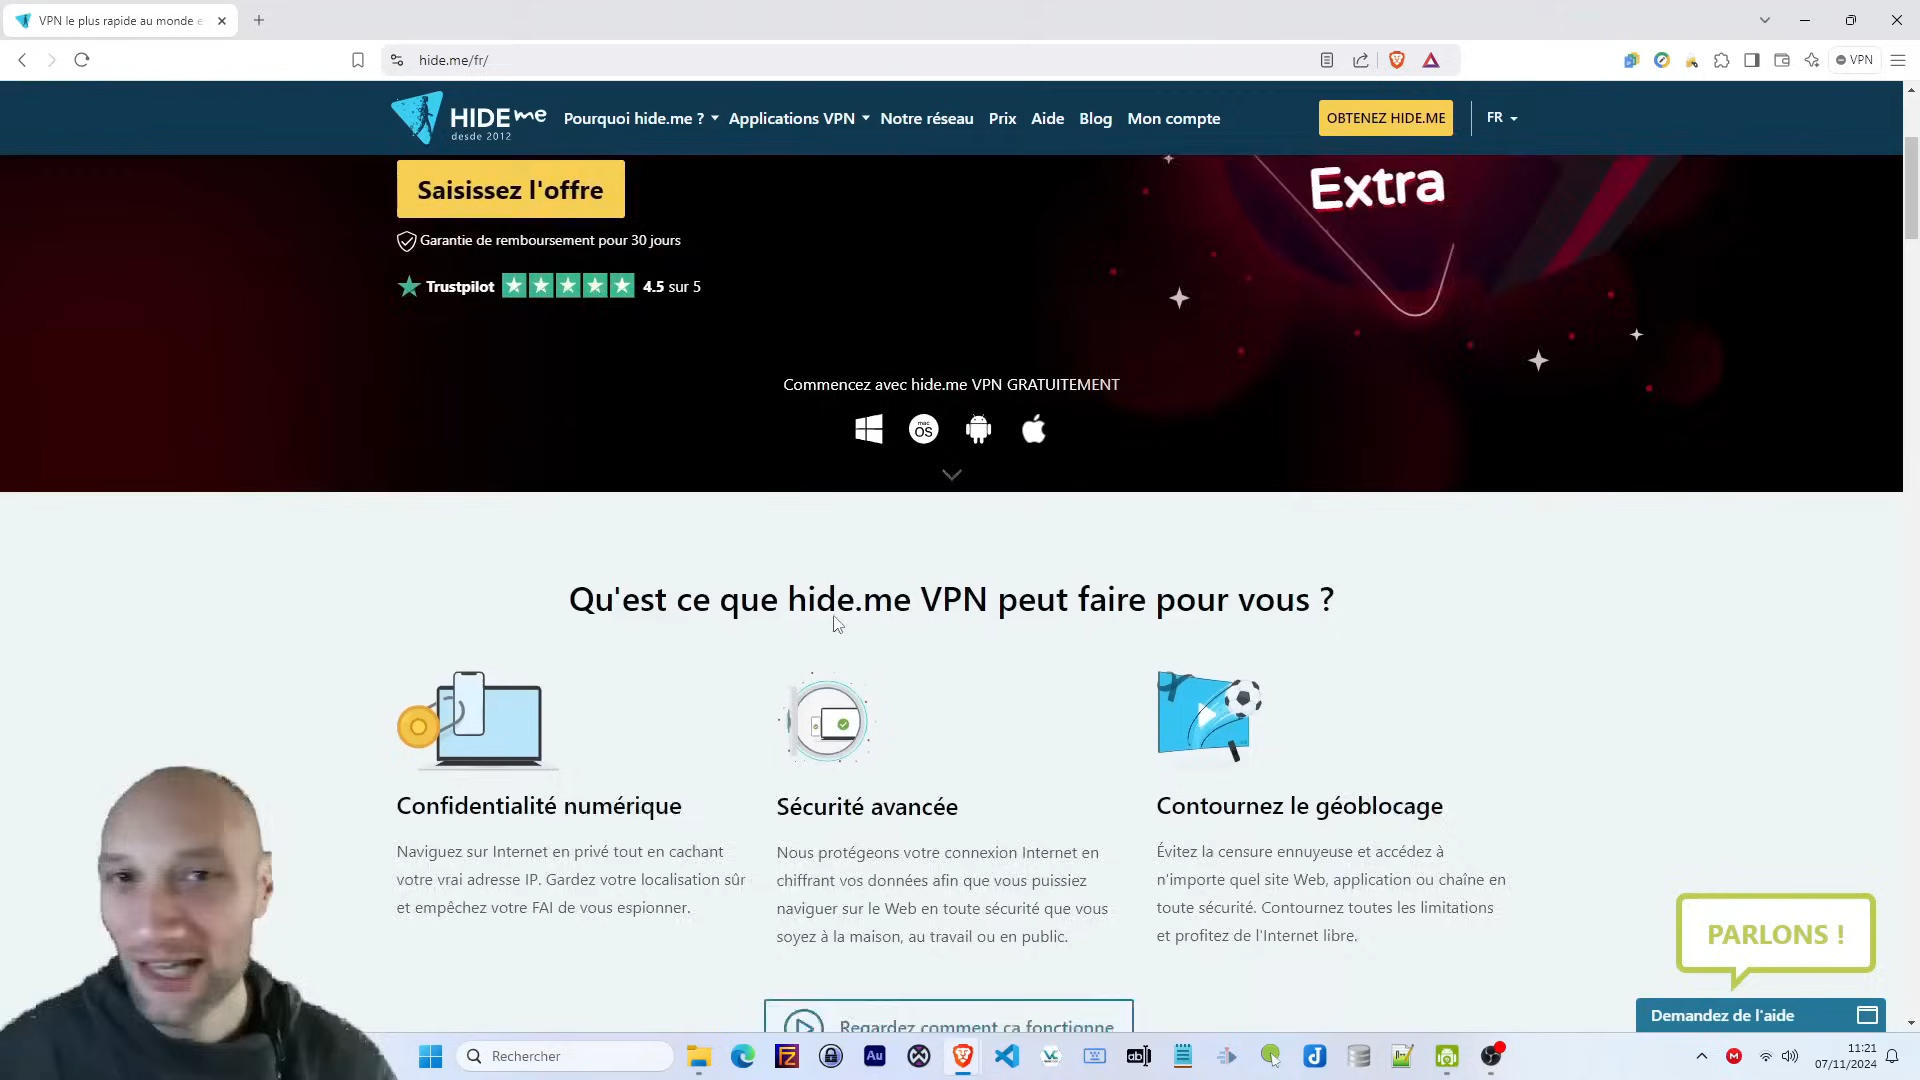 VPN le plus rapide au monde e
hide.me/fr/
VPN
HIDEme
desde 2012
Pourquoi hide.me ?
Applications VPN
Notre réseau
Prix
Aide
Blog
Mon compte
OBTENEZ HIDE.ME
FR
Saisissez l'offre
Extra
Garantie de remboursement pour 30 jours
Trustpilot
4.5 sur 5
Commencez avec hide.me VPN GRATUITEMENT
mac
OS
Qu'est ce que hide.me VPN peut faire pour vous ?
Confidentialité numérique
Naviguez sur Internet en privé tout en cachant
votre vrai adresse IP. Gardez votre localisation sûr
et empêchez votre FAI de vous espionner.
Sécurité avancée
Nous protégeons votre connexion Internet en
chiffrant vos données afin que vous puissiez
naviguer sur le Web en toute sécurité que vous
soyez à la maison, au travail ou en public.
Contournez le géoblocage
Évitez la censure ennuyeuse et accédez à
n'importe quel site Web, application ou chaîne en
toute sécurité. Contournez toutes les limitations
et profitez de l'Internet libre.
PARLONS !
Regardez comment ça fonctionne
Demandez de l'aide
Rechercher
FZ
Au
ab
M
11:21
07/11/2024